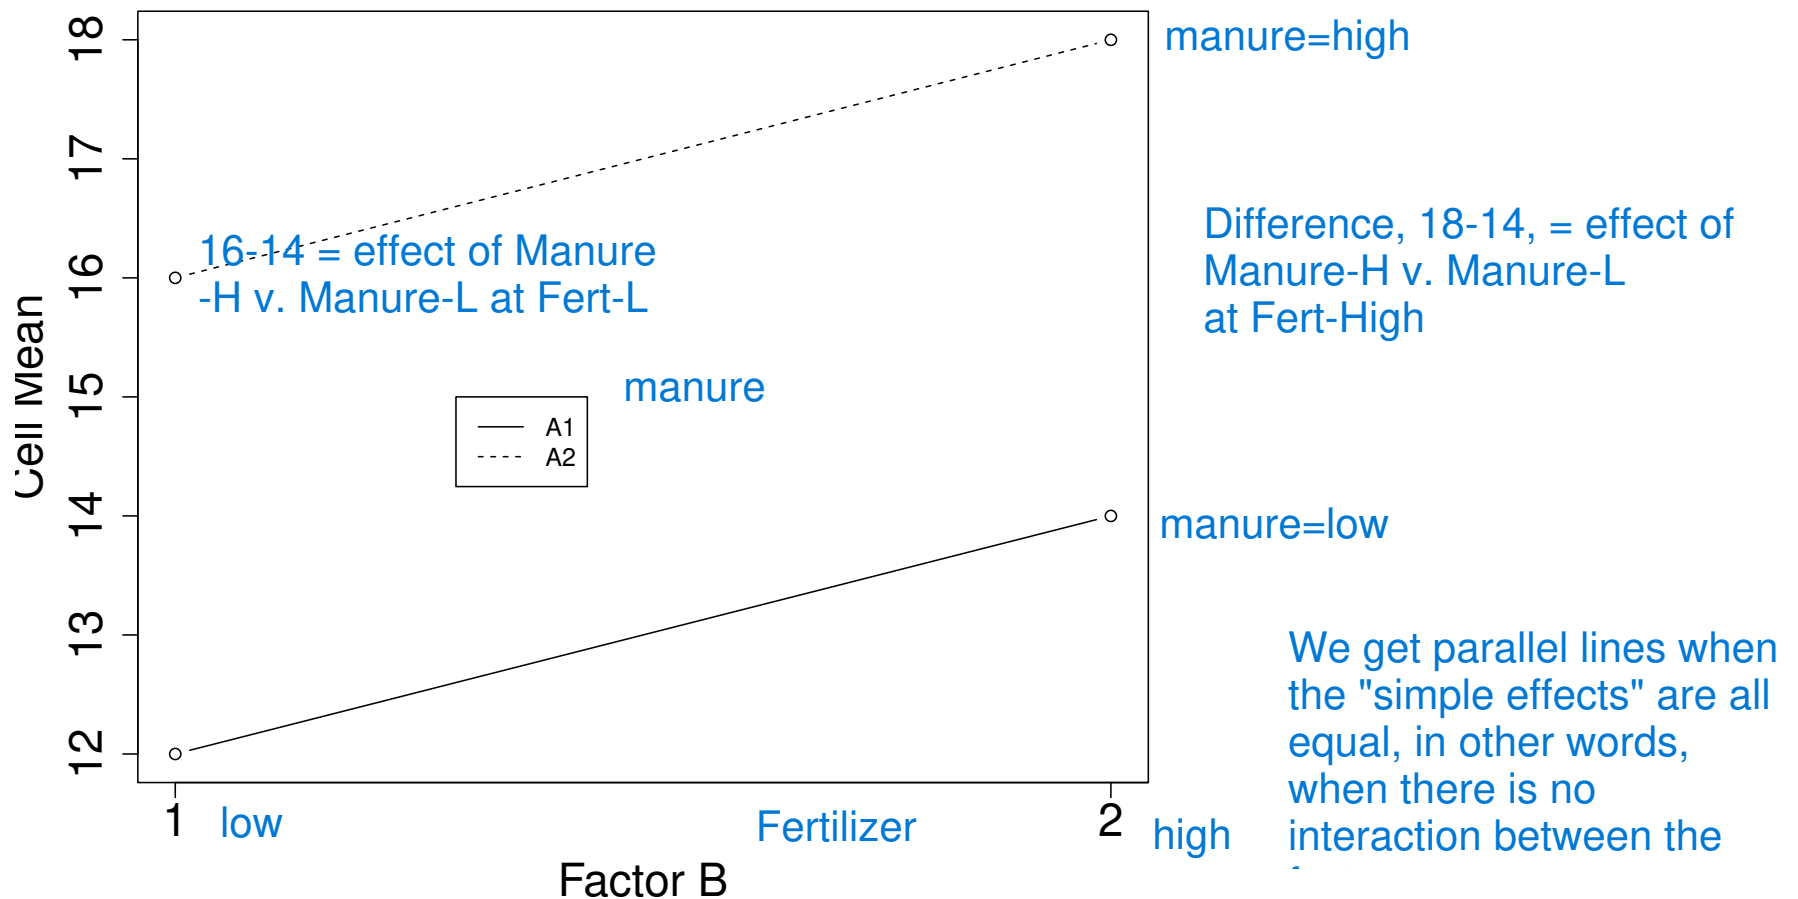 18
manure=high
17
Difference, 18-14, = effect of
Manure-H v. Manure-L
at Fert-High
16-14 = effect of Manure
-H v. Manure-L at Fert-L
16
Cell Mean
manure
15
A1
A2
14
manure=low
13
We get parallel lines when
the "simple effects" are all
equal, in other words,
when there is no
interaction between the
12
1
low
Fertilizer
2
high
Factor B